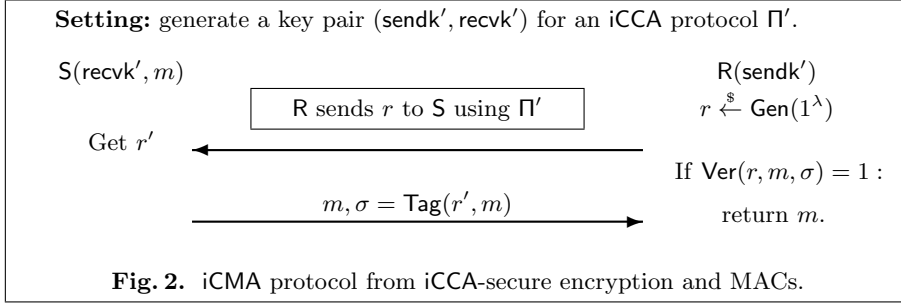 Setting: generate a key pair (sendk′, recvk′) for an iCCA protocol Π′.
S(recvk′, m) R(sendk′)
R sends r to S using Π′ r ←$ Gen(1^λ)
Get r′
If Ver(r, m, σ) = 1 :
m, σ = Tag(r′, m) return m.
Fig. 2. iCMA protocol from iCCA-secure encryption and MACs.